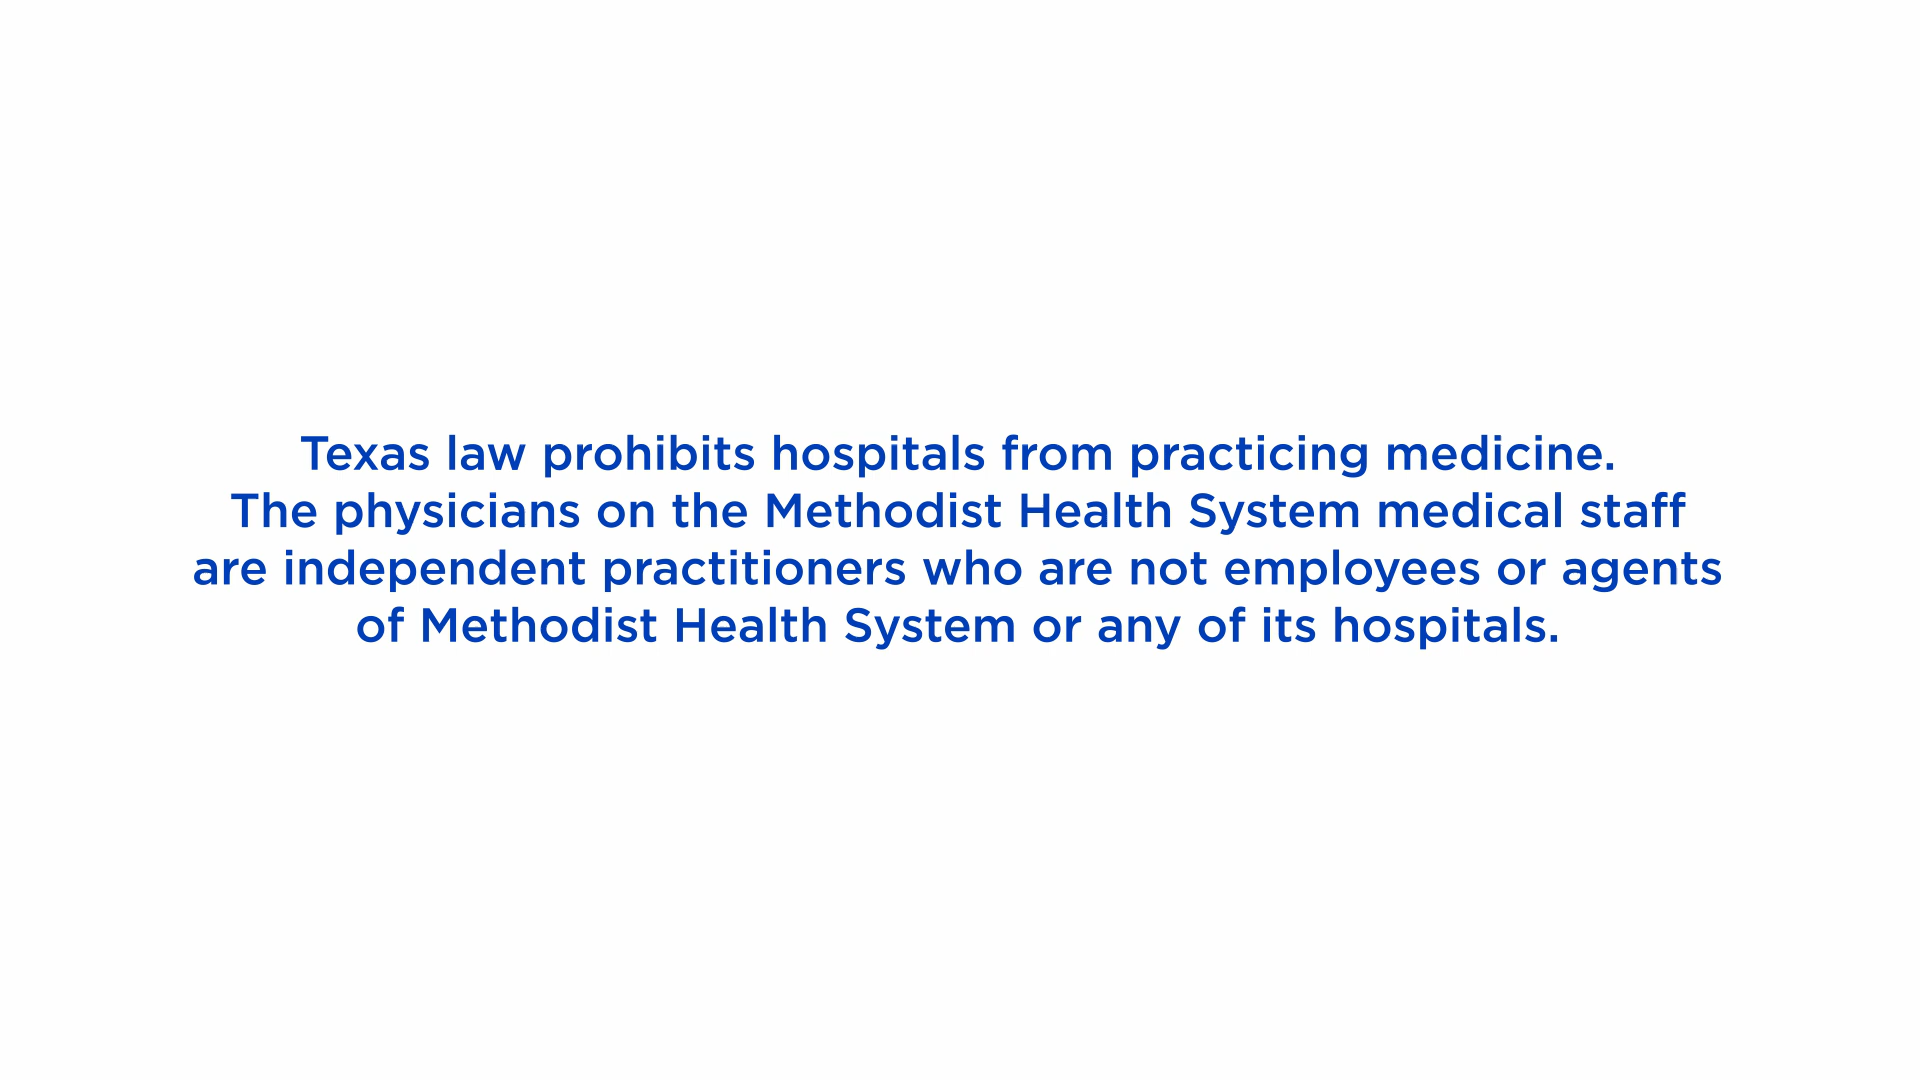 Texas law prohibits hospitals from practicing medicine.
The physicians on the Methodist Health System medical staff
are independent practitioners who are not employees or agents
of Methodist Health System or any of its hospitals.